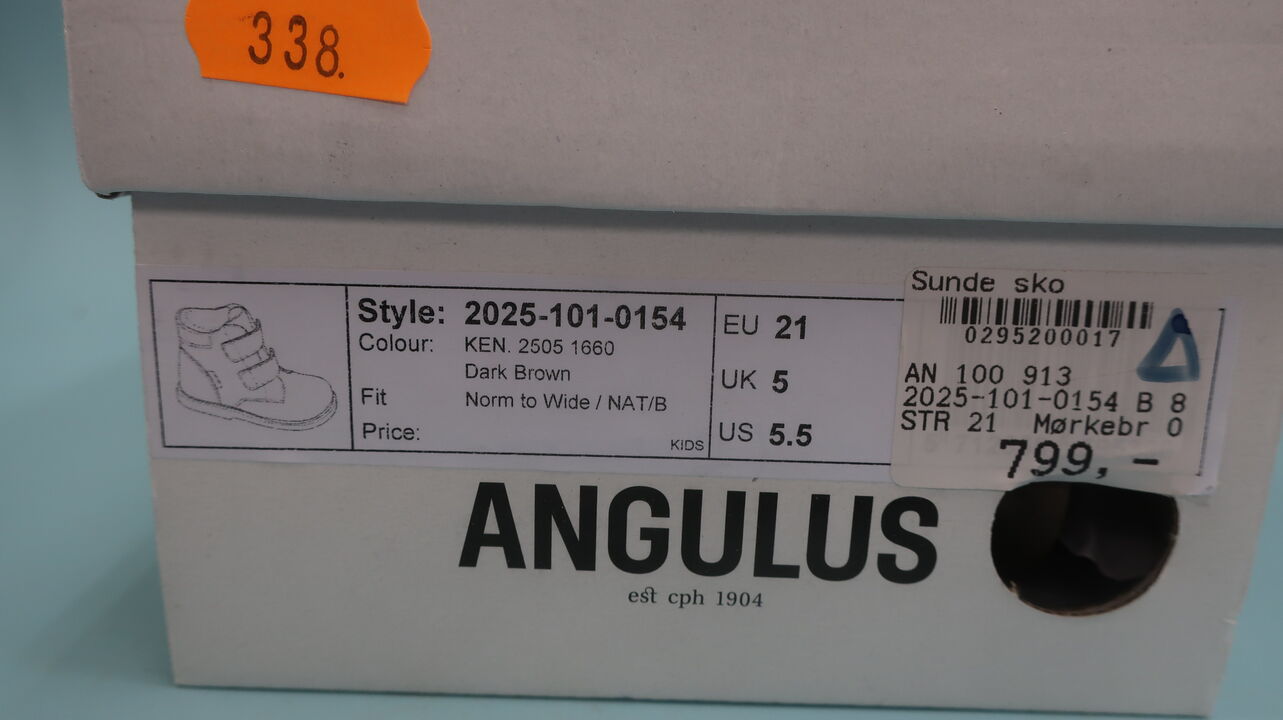 338.
Style: 2025-101-0154
Colour: KEN. 2505 1660
Dark Brown
Fit Norm to Wide / NAT/B
Price:
KIDS
EU 21
UK 5
US 5.5
Sunde sko
0295200017
AN 100 913
2025-101-0154 B 8
STR 21 Mørkebr 0
799,-
ANGULUS
est cph 1904